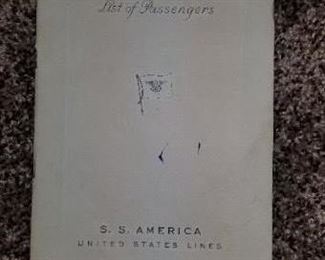 List of Passengers
S. S. AMERICA
UNITED STATES LINES